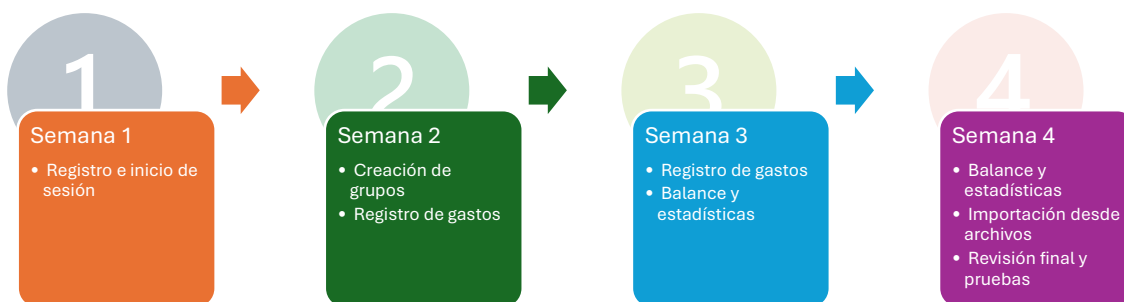 1
Semana 1
• Registro e inicio de
sesión
2
Semana 2
• Creación de
grupos
• Registro de gastos
3
Semana 3
• Registro de gastos
• Balance y
estadísticas
4
Semana 4
• Balance y
estadísticas
• Importación desde
archivos
• Revisión final y
pruebas